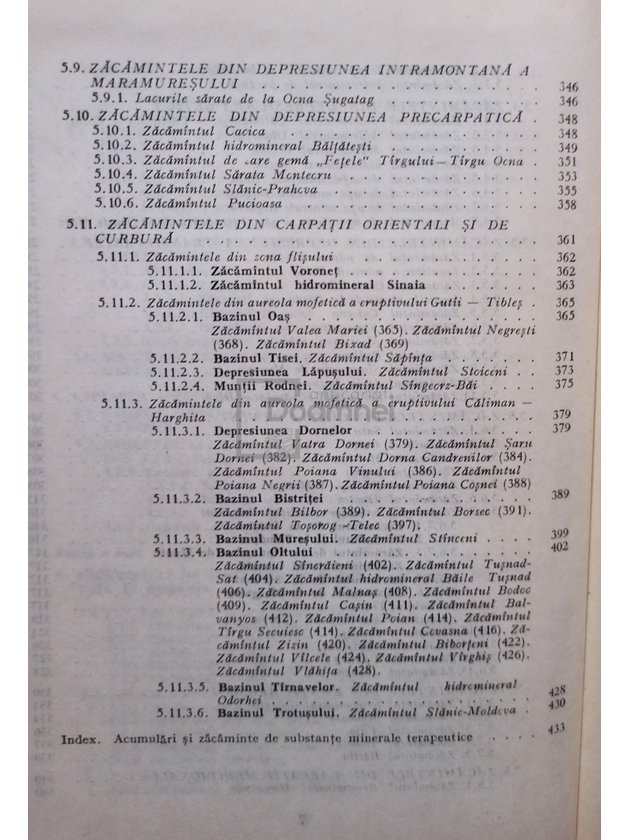 5.9. ZĂCĂMINTELE DIN DEPRESIUNEA INTRAMONTANĂ A
MARAMUREȘULUI . . . . . . . . . . . . . . 346
5.9.1. Lacurile sărate de la Ocna Șugatag . . . . . . . 346
5.10. ZĂCĂMINTELE DIN DEPRESIUNEA PRECARPATICĂ . 348
5.10.1. Zăcămîntul Cacica . . . . . . . . . . . 348
5.10.2. Zăcămîntul hidromineral Bălțătești . . . . . . . 349
5.10.3. Zăcămîntul de sare gemă „Fețele” Tîrgului—Tîrgu Ocna . 351
5.10.4. Zăcămîntul Sărata Monteoru . . . . . . . . 353
5.10.5. Zăcămîntul Slănic-Prahova . . . . . . . . . 355
5.10.6. Zăcămîntul Pucioasa . . . . . . . . . . 358
5.11. ZĂCĂMINTELE DIN CARPAȚII ORIENTALI ȘI DE
CURBURĂ . . . . . . . . . . . . . . . . 361
5.11.1. Zăcămintele din zona flișului . . . . . . . . 362
5.11.1.1. Zăcămîntul Voroneț . . . . . . . . 362
5.11.1.2. Zăcămîntul hidromineral Sinaia . . . . . 363
5.11.2. Zăcămintele din aureola mofetică a eruptivului Gutîi — Țibleș . 365
5.11.2.1. Bazinul Oaș . . . . . . . . . . . 365
Zăcămîntul Valea Mariei (365). Zăcămîntul Negrești
(368). Zăcămîntul Bixad (369)
5.11.2.2. Bazinul Tisei. Zăcămîntul Săpînța . . . . . 371
5.11.2.3. Depresiunea Lăpușului. Zăcămîntul Stoiceni . . 373
5.11.2.4. Munții Rodnei. Zăcămîntul Sîngeorz-Băi . . . . 375
5.11.3. Zăcămintele din aureola mofetică a eruptivului Căliman —
Harghita . . . . . . . . . . . . . . 379
5.11.3.1. Depresiunea Dornelor . . . . . . . . 379
Zăcămîntul Vatra Dornei (379). Zăcămîntul Șaru
Dornei (382). Zăcămîntul Dorna Candrenilor (384).
Zăcămîntul Poiana Vinului (386). Zăcămîntul
Poiana Negrii (387). Zăcămîntul Poiana Coșnei (388)
5.11.3.2. Bazinul Bistriței . . . . . . . . . . 389
Zăcămîntul Bilbor (389). Zăcămîntul Borsec (391).
Zăcămîntul Toșorog —Telec (397).
5.11.3.3. Bazinul Mureșului. Zăcămîntul Stînceni . . . 399
5.11.3.4. Bazinul Oltului . . . . . . . . . . 402
Zăcămîntul Sîncrăieni (402). Zăcămîntul Tușnad-
Sat (404). Zăcămîntul hidromineral Băile Tușnad
(406). Zăcămîntul Malnaș (408). Zăcămîntul Bodoc
(409). Zăcămîntul Cașin (411). Zăcămîntul Bal-
vanyos (412). Zăcămîntul Poian (414). Zăcămîntul
Tîrgu Secuiesc (414). Zăcămîntul Covasna (416). Ză-
cămîntul Zizin (420). Zăcămîntul Biborțeni (422).
Zăcămîntul Vîlcele (424). Zăcămîntul Vîrghiș (426).
Zăcămîntul Vlăhița (428).
5.11.3.5. Bazinul Tîrnavelor. Zăcămîntul hidromineral
Odorhei . . . . . . . . . . . . . 428
5.11.3.6. Bazinul Trotușului. Zăcămîntul Slănic-Moldova . 430
Index. Acumulări și zăcăminte de substanțe minerale terapeutice . . . . 433
7